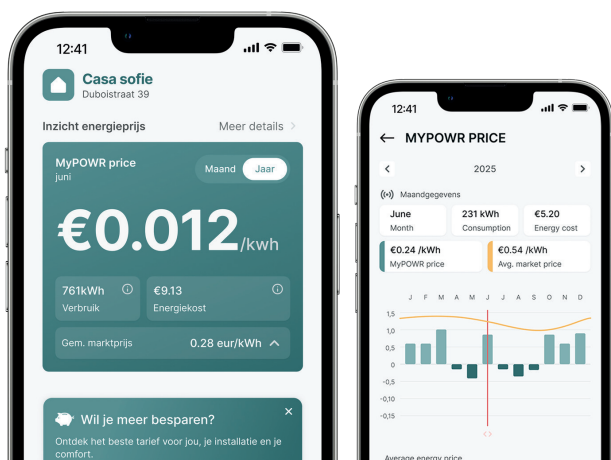 12:41
Casa sofie
Duboistraat 39
Inzicht energieprijs
Meer details
MyPOWR price
juni
Maand
Jaar
€0.012/kwh
761kWh
Verbruik
€9.13
Energiekost
Gem. marktprijs
0.28 eur/kWh
Wil je meer besparen?
Ontdek het beste tarief voor jou, je installatie en je
comfort.
12:41
MYPOWR PRICE
2025
Maandgegevens
June
Month
231 kWh
Consumption
€5.20
Energy cost
€0.24 /kWh
MyPOWR price
€0.54 /kWh
Avg. market price
J F M A M J J A S O N D
1,5
1,0
0,5
0
-0,5
-0,10
-0,15
Average energy price